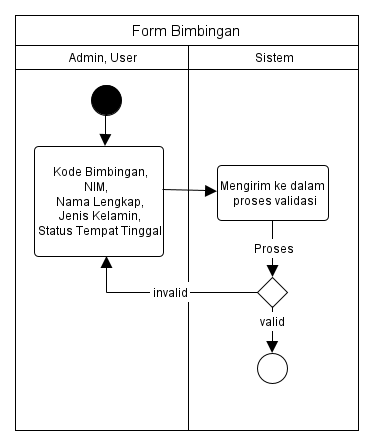 Form Bimbingan
Admin, User
Sistem
Kode Bimbingan,
NIM,
Nama Lengkap,
Jenis Kelamin,
Status Tempat Tinggal
Mengirim ke dalam
proses validasi
Proses
invalid
valid